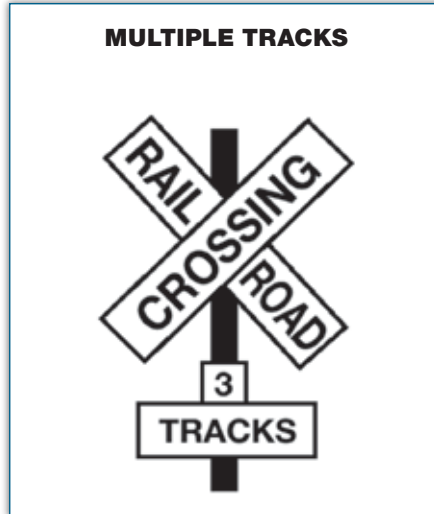 MULTIPLE TRACKS
RAIL
CROSSING
ROAD
3
TRACKS